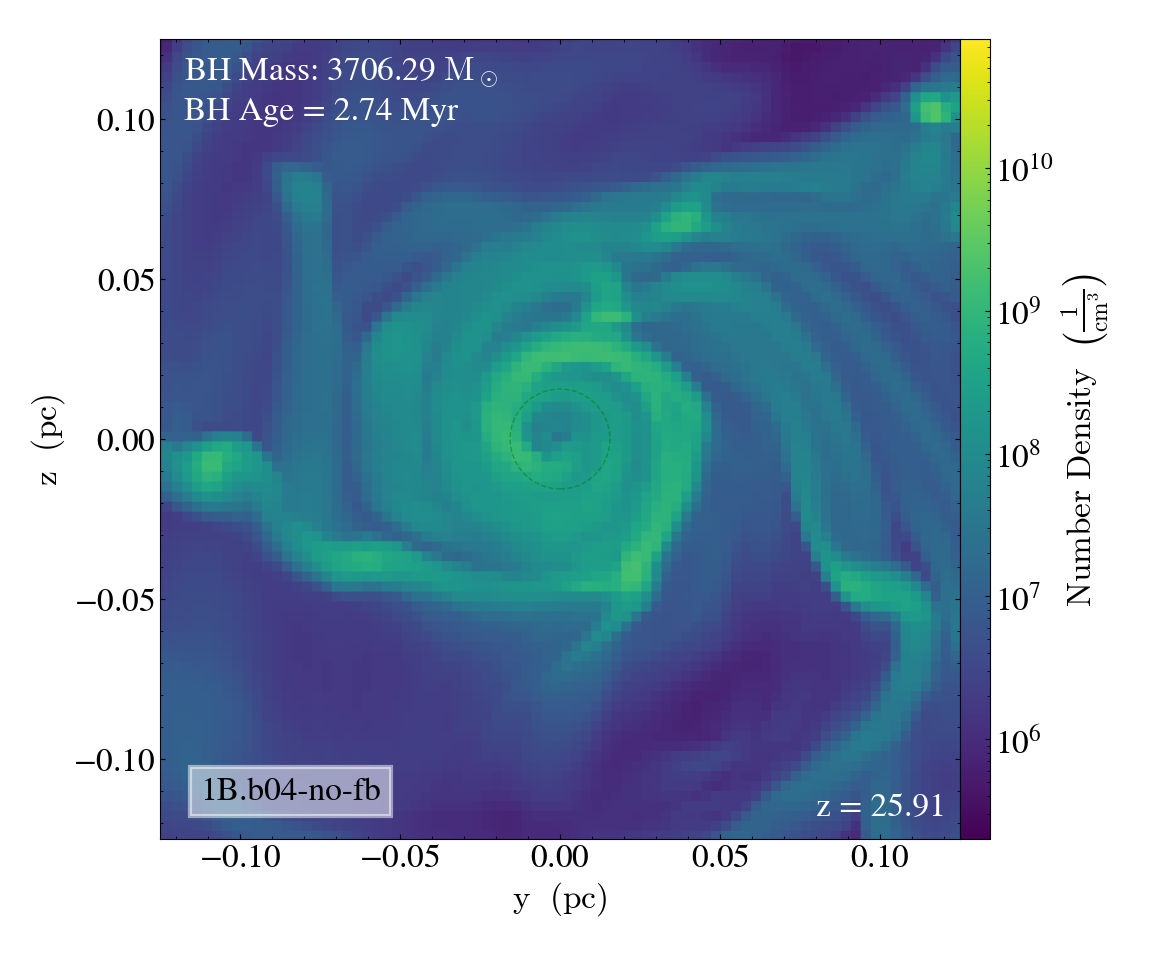 BH Mass: 3706.29 M⊙
BH Age = 2.74 Myr
0.10
0.05
0.00
−0.05
−0.10
z (pc)
1B.b04-no-fb
z = 25.91
−0.10 −0.05 0.00 0.05 0.10
y (pc)
10¹⁰
10⁹
10⁸
10⁷
10⁶
Number Density (1/cm³)